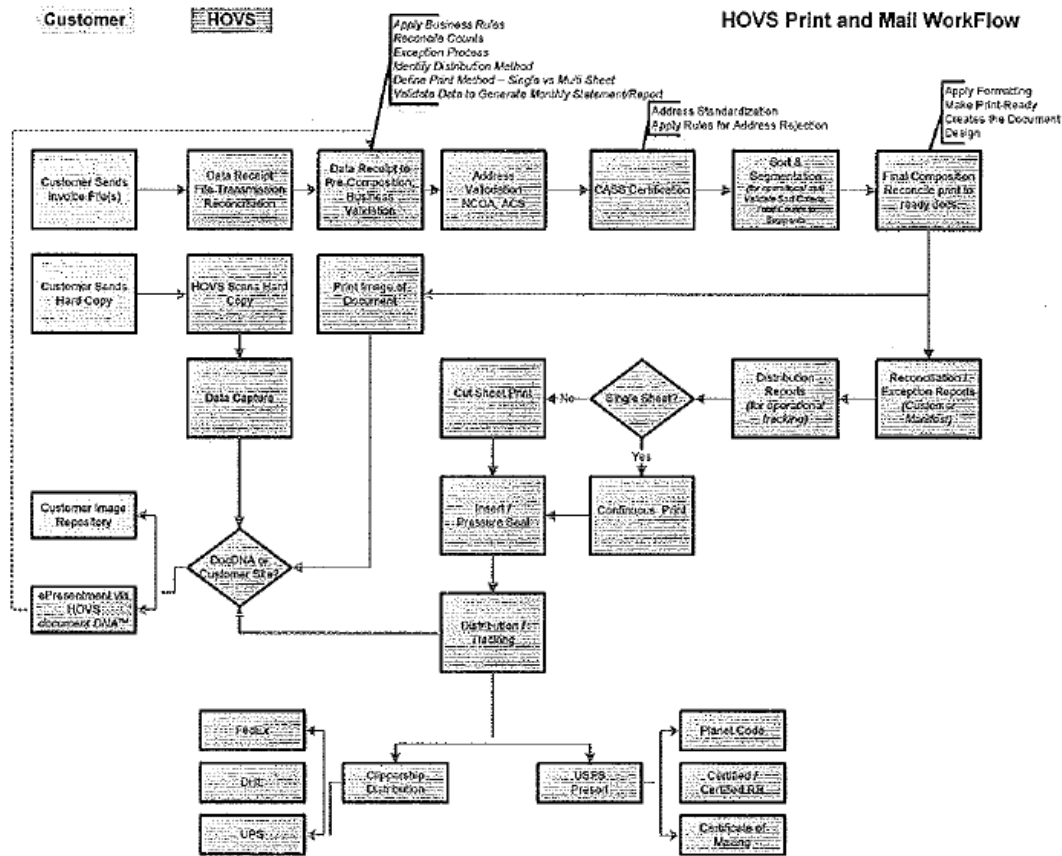 Customer
HOVS
HOVS Print and Mail WorkFlow
Apply Business Rules
Reconcile Counts
Exception Process
Identify Distribution Method
Define Print Method – Single vs Multi Sheet
Validate Data to Generate Monthly Statement/Report
Address Standardization
Apply Rules for Address Rejection
Apply Formatting
Make Print-Ready
Creates the Document
Design
Customer Sends
Invoice File(s)
Data Receipt
File Transmission
Reconciliation
Data Receipt to
Pre-Composition,
Business
Validation
Address
Validation
NCOA, ACS
CASS Certification
Sort &
Segmentation
(for operational and
Final Composition
Reconcile print to
ready docs
Customer Sends
Hard Copy
HOVS Scans Hard
Copy
Print Image of
Document
Data Capture
Cut Sheet Print
No
Single Sheet?
Distribution
Reports
(for operational
tracking)
Reconciliation /
Exception Reports
(Customer
Yes
Insert /
Pressure Seal
Continuous Print
Customer Image
Repository
DocDNA or
Customer Site?
ePresentment via
HOVS
document DNA™
Distribution /
Tracking
FedEx
DHL
UPS
Clippership
Distribution
USPS
Presort
Planet Code
Certified /
Certified RR
Certificate of
Mailing